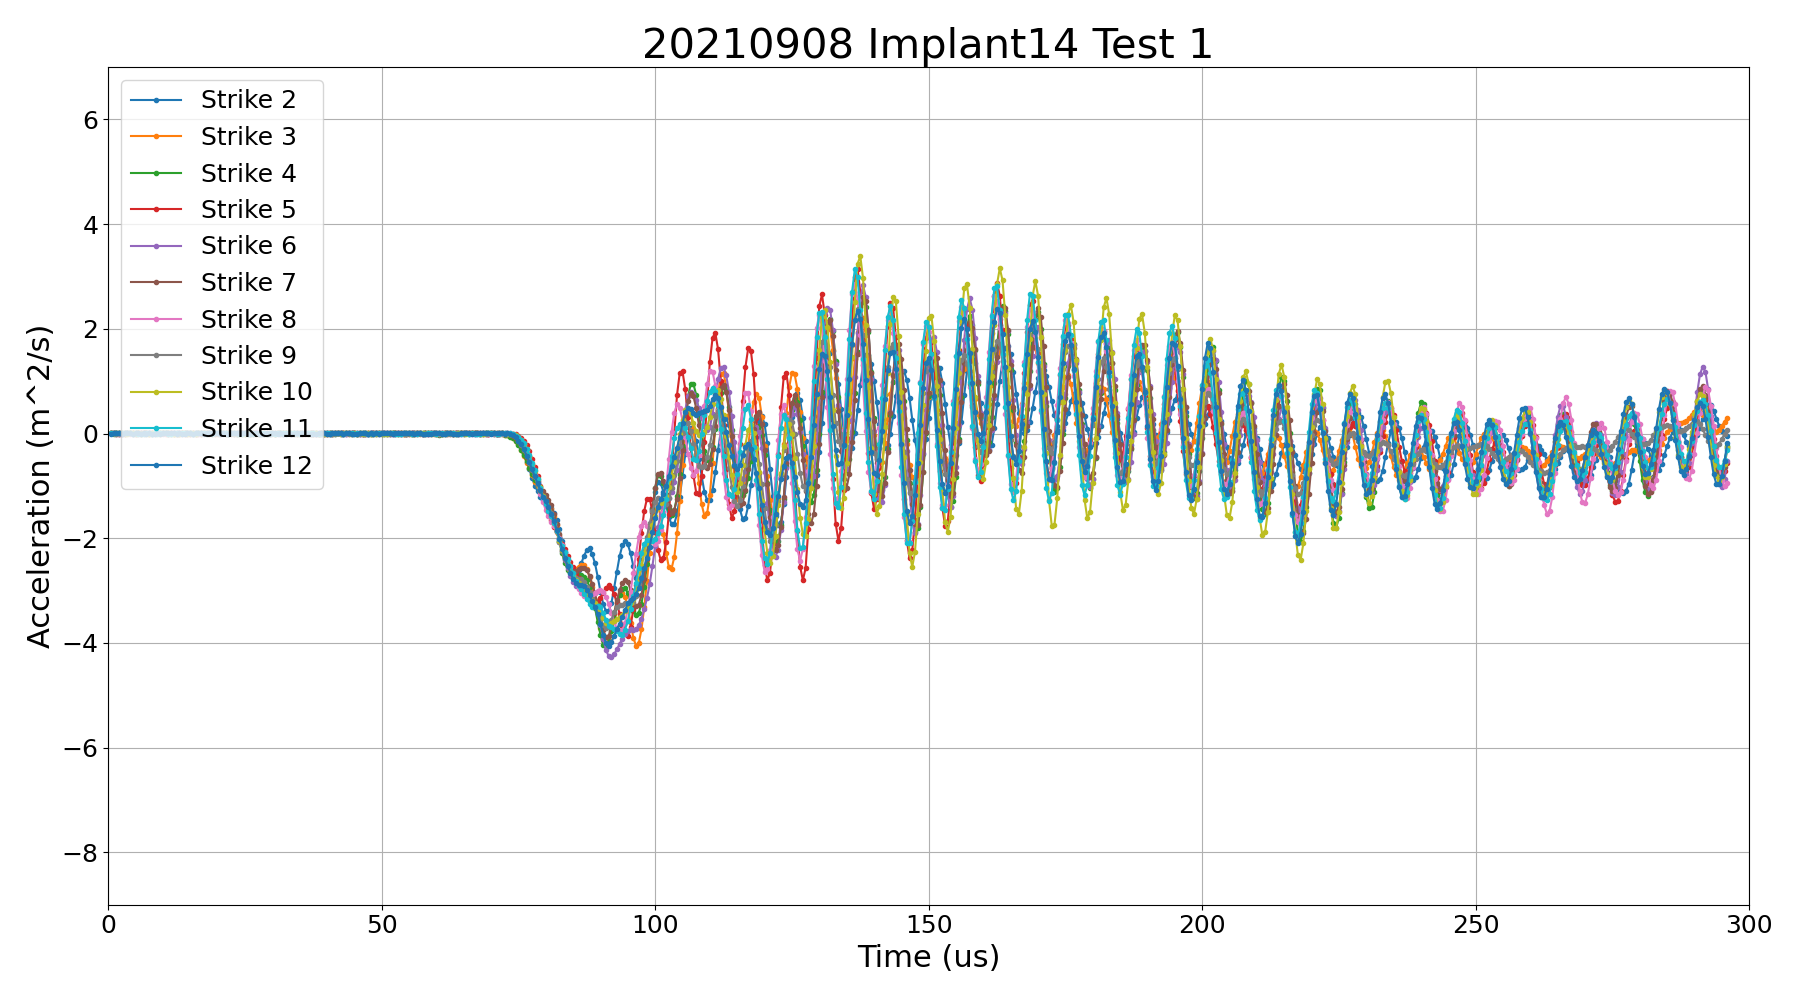 20210908 Implant14 Test 1
Strike 2
Strike 3
Strike 4
Strike 5
Strike 6
Strike 7
Strike 8
Strike 9
Strike 10
Strike 11
Strike 12
6
4
2
0
−2
−4
−6
−8
Acceleration (m^2/s)
0 50 100 150 200 250 300
Time (us)